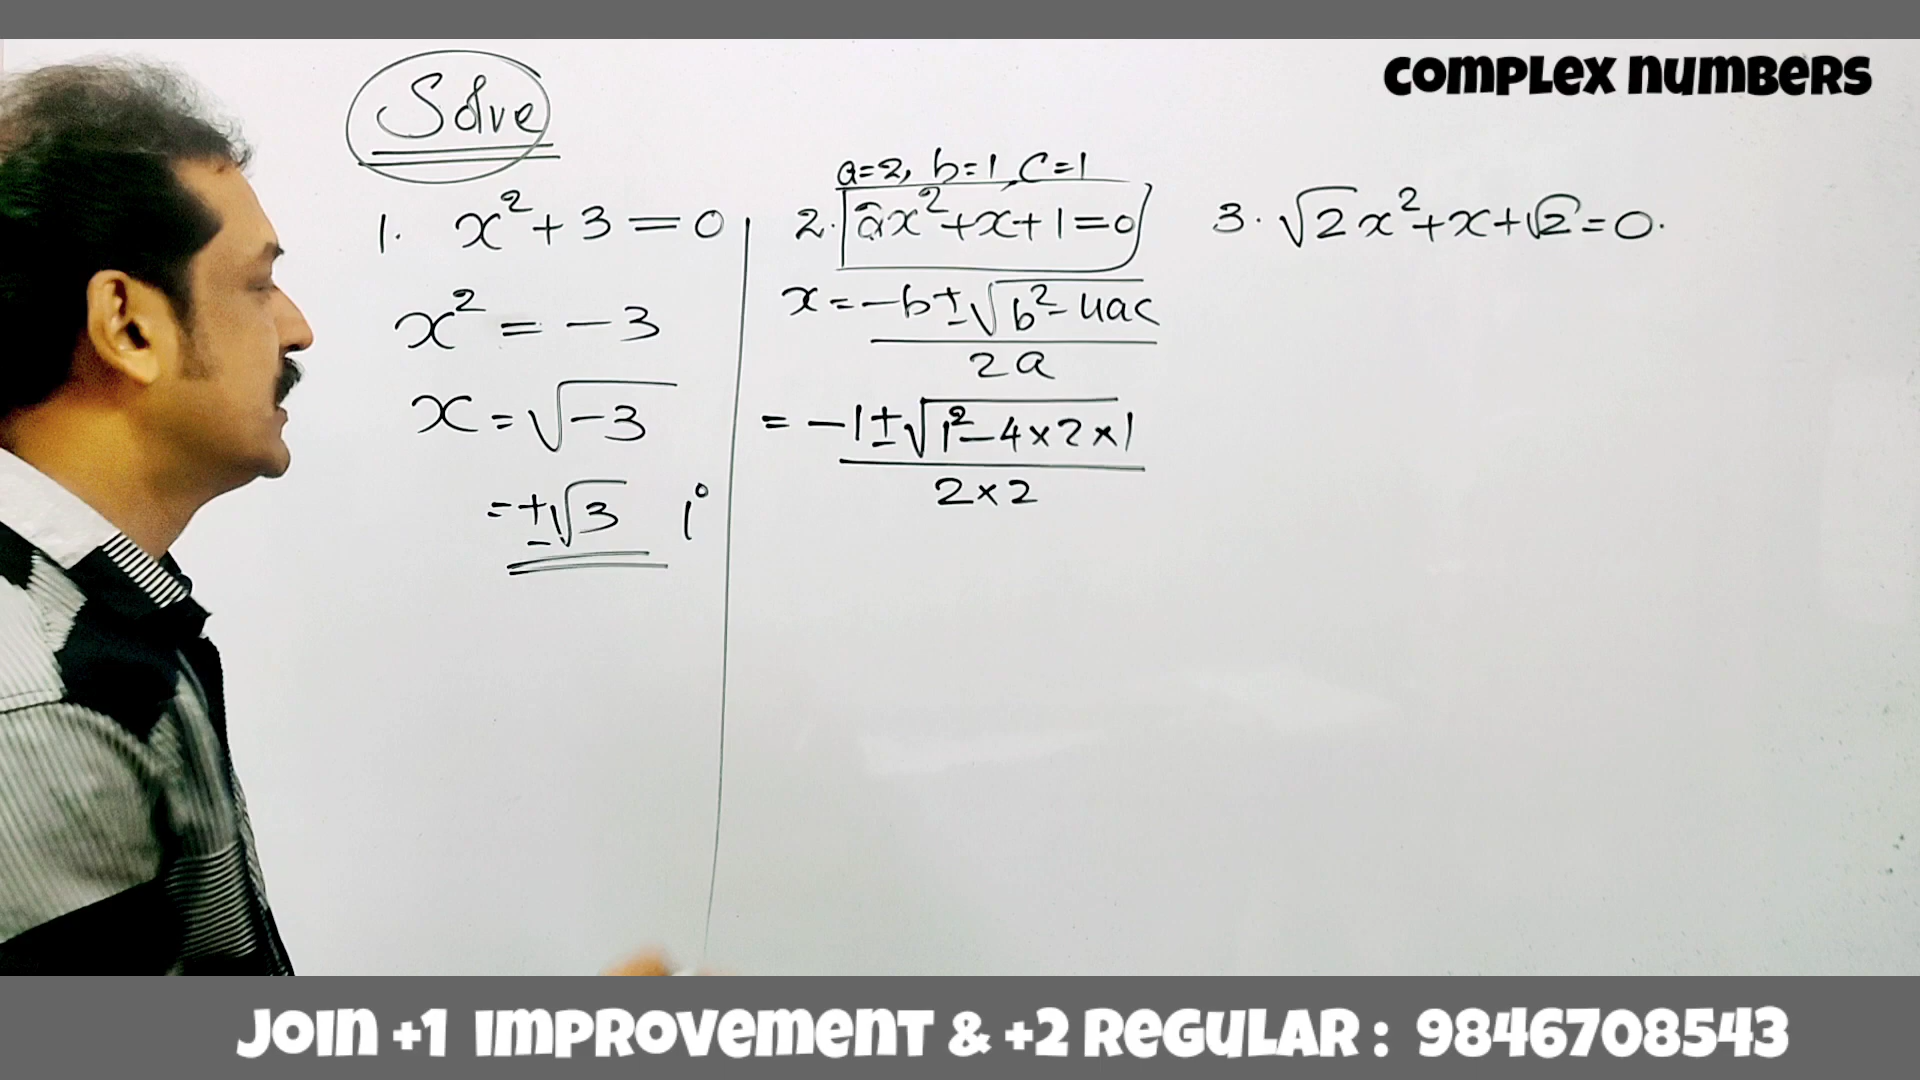 COMPLEX NUMBERS
Solve
1. x² + 3 = 0
x² = -3
x = √-3
= ±√3 i
a=2, b=1, c=1
2. 2x²+x+1=0
x = -b±√b²-4ac
2a
= -1±√1²-4×2×1
2×2
3. √2x²+x+√2=0.
JOIN +1 IMPROVEMENT & +2 REGULAR : 9846708543